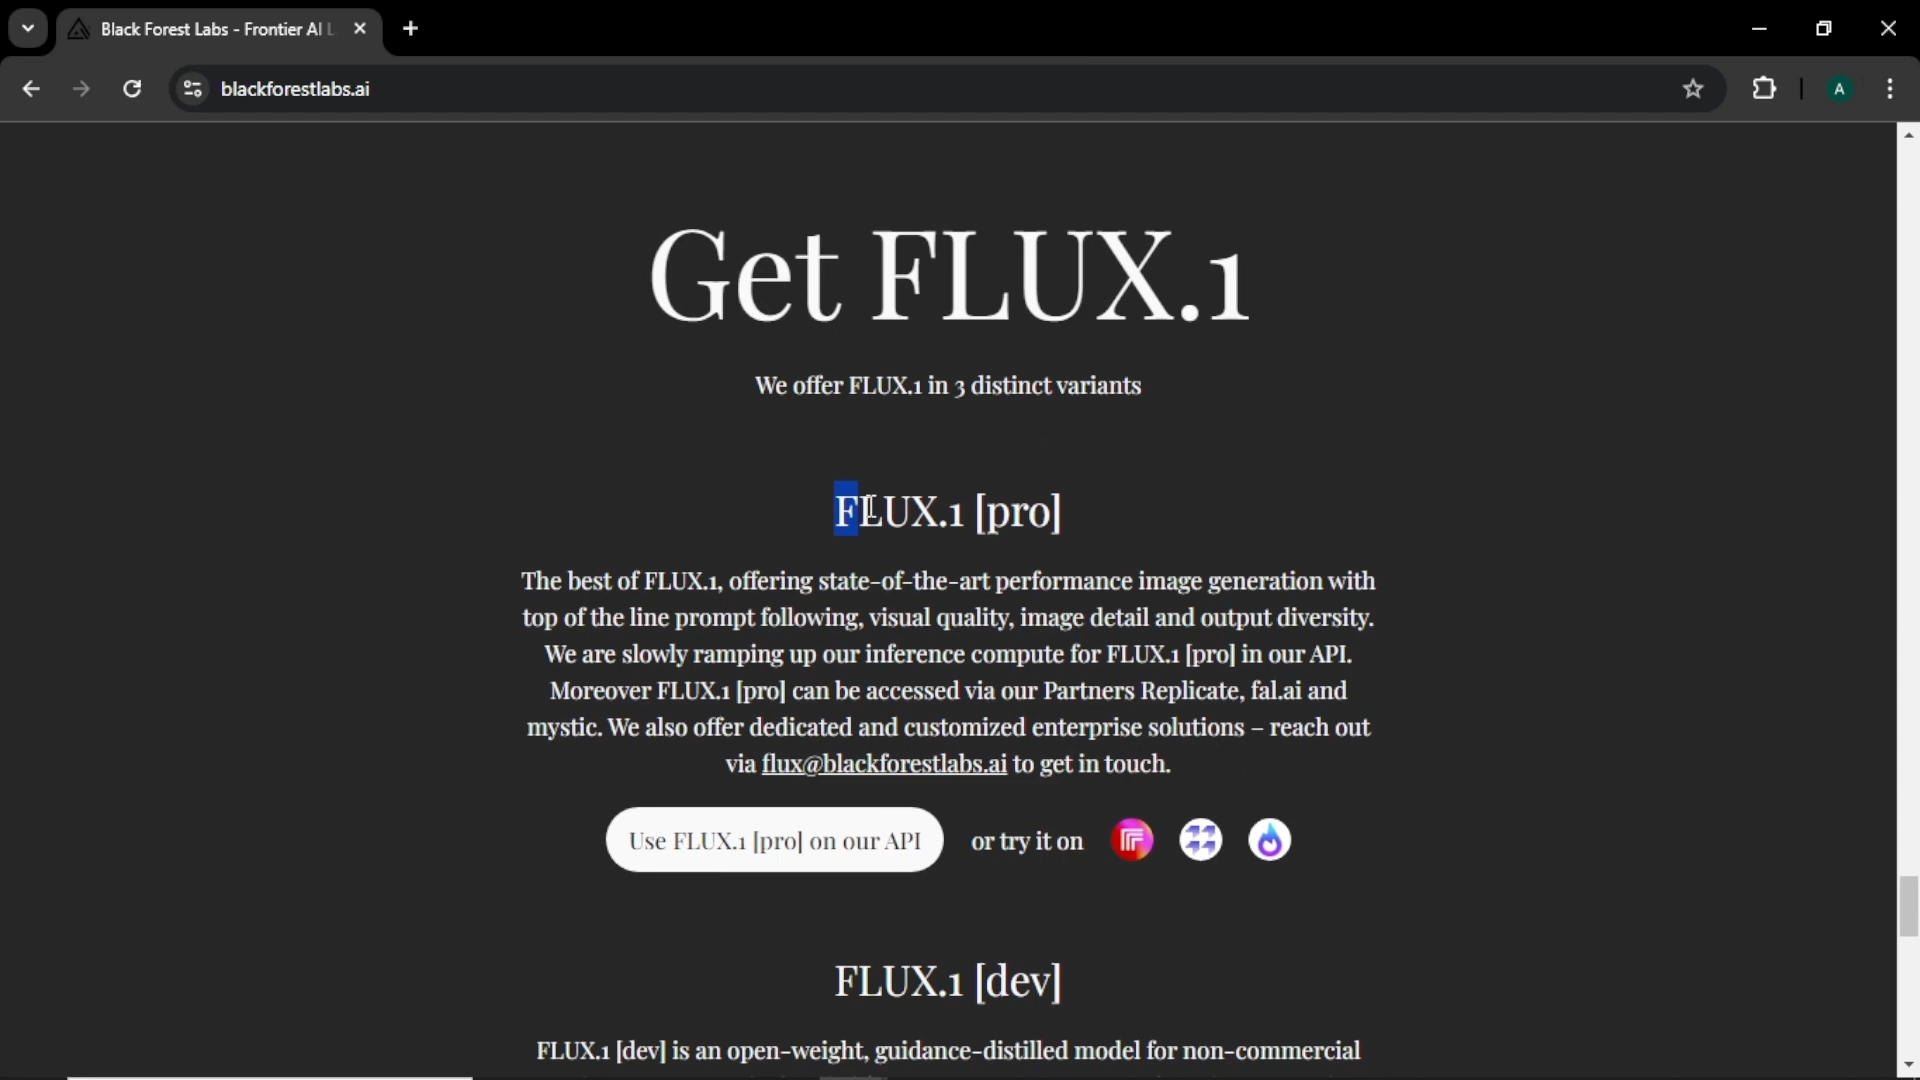 Black Forest Labs - Frontier AI L
blackforestlabs.ai
A
Get FLUX.1
We offer FLUX.1 in 3 distinct variants
FLUX.1 [pro]
The best of FLUX.1, offering state-of-the-art performance image generation with
top of the line prompt following, visual quality, image detail and output diversity.
We are slowly ramping up our inference compute for FLUX.1 [pro] in our API.
Moreover FLUX.1 [pro] can be accessed via our Partners Replicate, fal.ai and
mystic. We also offer dedicated and customized enterprise solutions – reach out
via flux@blackforestlabs.ai to get in touch.
Use FLUX.1 [pro] on our API or try it on
FLUX.1 [dev]
FLUX.1 [dev] is an open-weight, guidance-distilled model for non-commercial